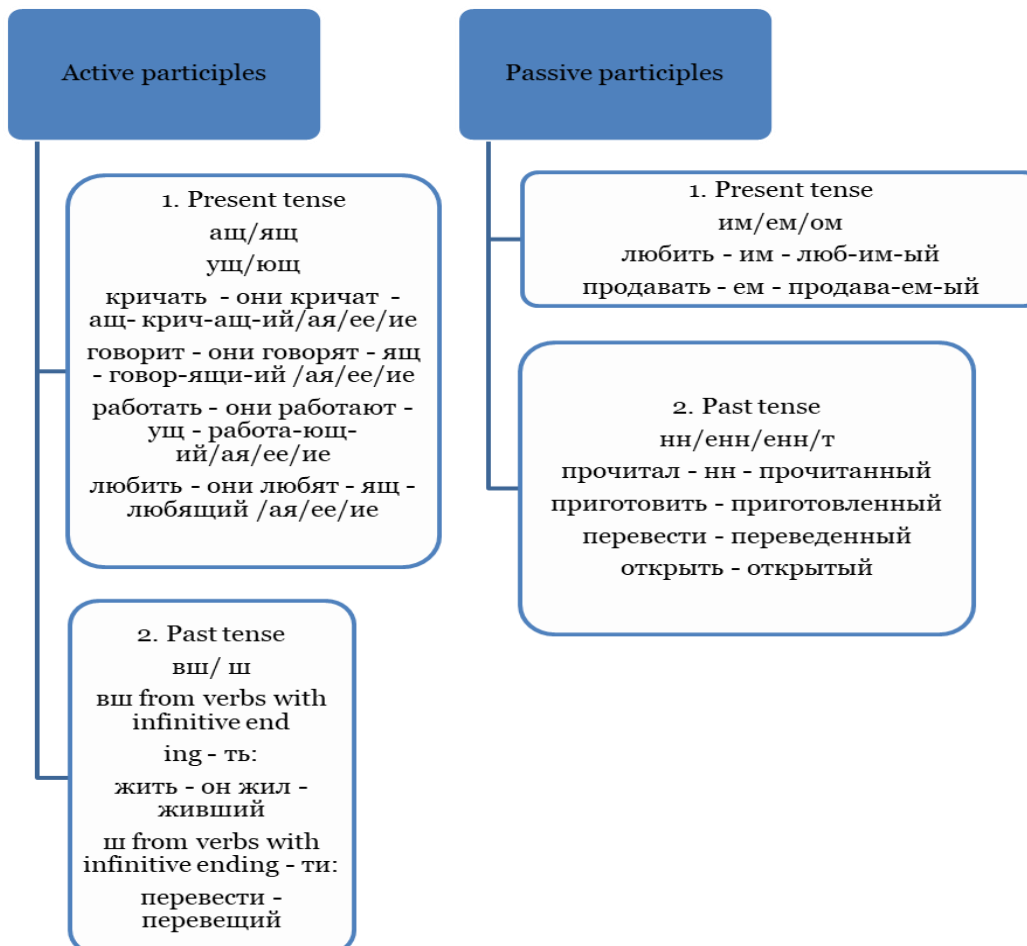 Active participles
1. Present tense
ащ/ящ
ущ/ющ
кричать - они кричат -
ащ- крич-ащ-ий/ая/ее/ие
говорит - они говорят - ящ
- говор-ящи-ий /ая/ее/ие
работать - они работают -
ущ - работа-ющ-
ий/ая/ее/ие
любить - они любят - ящ -
любящий /ая/ее/ие
2. Past tense
вш/ ш
вш from verbs with
infinitive end
ing - ть:
жить - он жил -
живший
ш from verbs with
infinitive ending - ти:
перевести -
перевещий
Passive participles
1. Present tense
им/ем/ом
любить - им - люб-им-ый
продавать - ем - продава-ем-ый
2. Past tense
нн/енн/енн/т
прочитал - нн - прочитанный
приготовить - приготовленный
перевести - переведенный
открыть - открытый